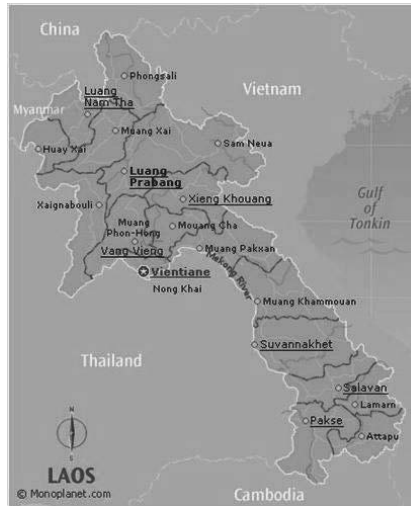 China
Phongsali
Luang
Nam Tha
Vietnam
Myanmar
Muang Xai
Sam Neua
Huay Xai
Luang
Prabang
Xieng Khouang
Gulf
of
Tonkin
Xaignabouli
Muang
Phon-Hong
Mouang Cha
Vang Vieng
Muang Pakxan
Mekong River
Vientiane
Nong Khai
Muang Khammouan
Suvannakhet
Thailand
Salavan
Lamam
Pakse
Attapu
N
S
LAOS
© Monoplanet.com
Cambodia